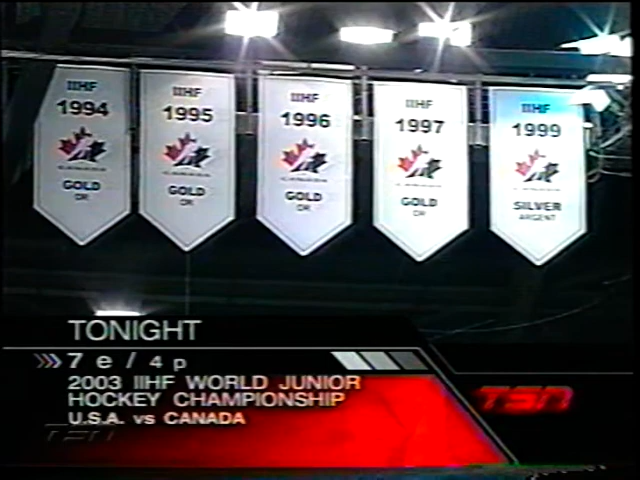 IIHF
1994
GOLD
OR
IIHF
1995
GOLD
OR
IIHF
1996
GOLD
OR
IIHF
1997
GOLD
OR
IIHF
1999
SILVER
ARGENT
TONIGHT
7 e / 4 p
2003 IIHF WORLD JUNIOR
HOCKEY CHAMPIONSHIP
U.S.A. vs CANADA
TSN
TSN